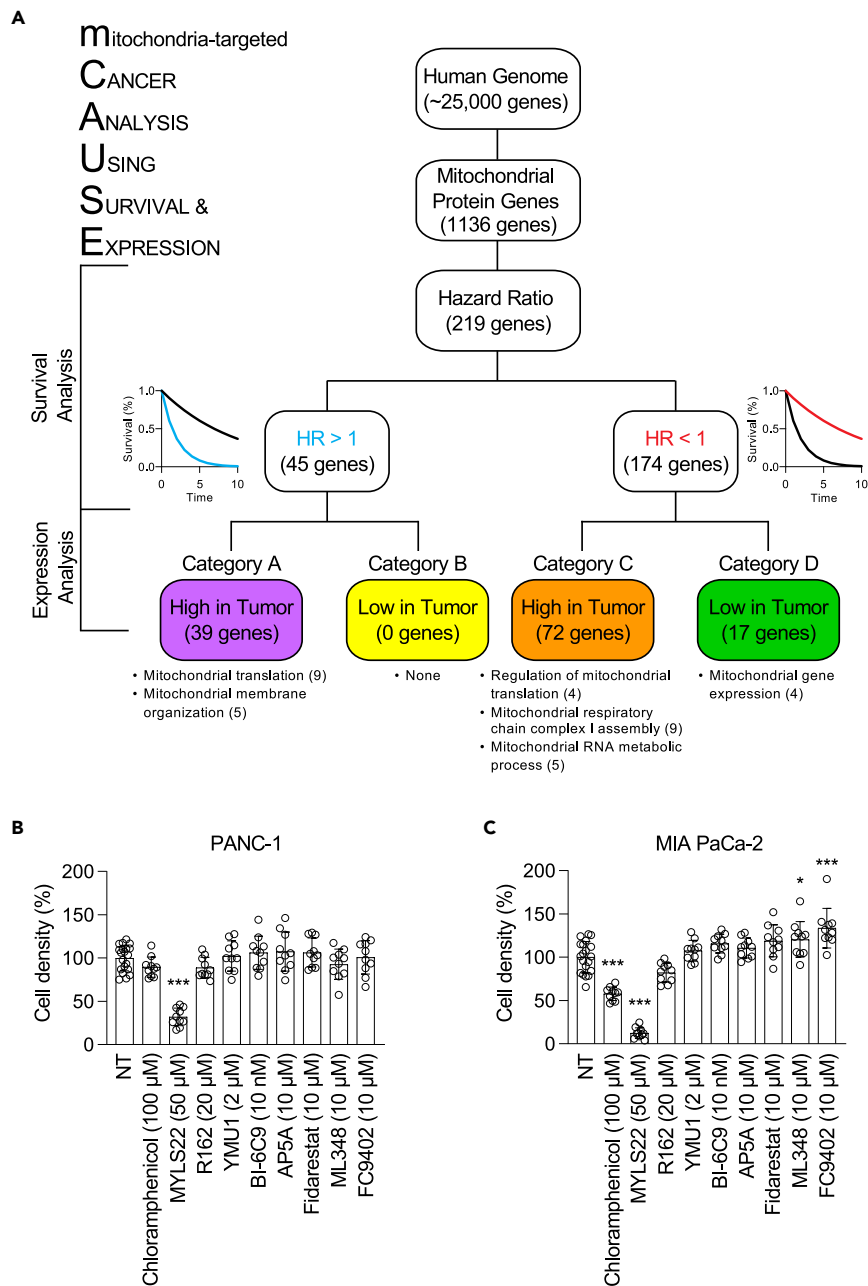 A
mitochondria-targeted
CANCER
ANALYSIS
USING
SURVIVAL &
EXPRESSION
Human Genome
(~25,000 genes)
Mitochondrial
Protein Genes
(1136 genes)
Hazard Ratio
(219 genes)
Survival
Analysis
1.0
0.5
0.0
Survival (%)
0 5 10
Time
HR > 1
(45 genes)
HR < 1
(174 genes)
1.0
0.5
0.0
Survival (%)
0 5 10
Time
Expression
Analysis
Category A
High in Tumor
(39 genes)
• Mitochondrial translation (9)
• Mitochondrial membrane
organization (5)
Category B
Low in Tumor
(0 genes)
• None
Category C
High in Tumor
(72 genes)
• Regulation of mitochondrial
translation (4)
• Mitochondrial respiratory
chain complex I assembly (9)
• Mitochondrial RNA metabolic
process (5)
Category D
Low in Tumor
(17 genes)
• Mitochondrial gene
expression (4)
B
PANC-1
Cell density (%)
200
150
100
50
0
***
NT
Chloramphenicol (100 µM)
MYLS22 (50 µM)
R162 (20 µM)
YMU1 (2 µM)
BI-6C9 (10 nM)
AP5A (10 µM)
Fidarestat (10 µM)
ML348 (10 µM)
FC9402 (10 µM)
C
MIA PaCa-2
Cell density (%)
200
150
100
50
0
***
***
*
***
NT
Chloramphenicol (100 µM)
MYLS22 (50 µM)
R162 (20 µM)
YMU1 (2 µM)
BI-6C9 (10 nM)
AP5A (10 µM)
Fidarestat (10 µM)
ML348 (10 µM)
FC9402 (10 µM)